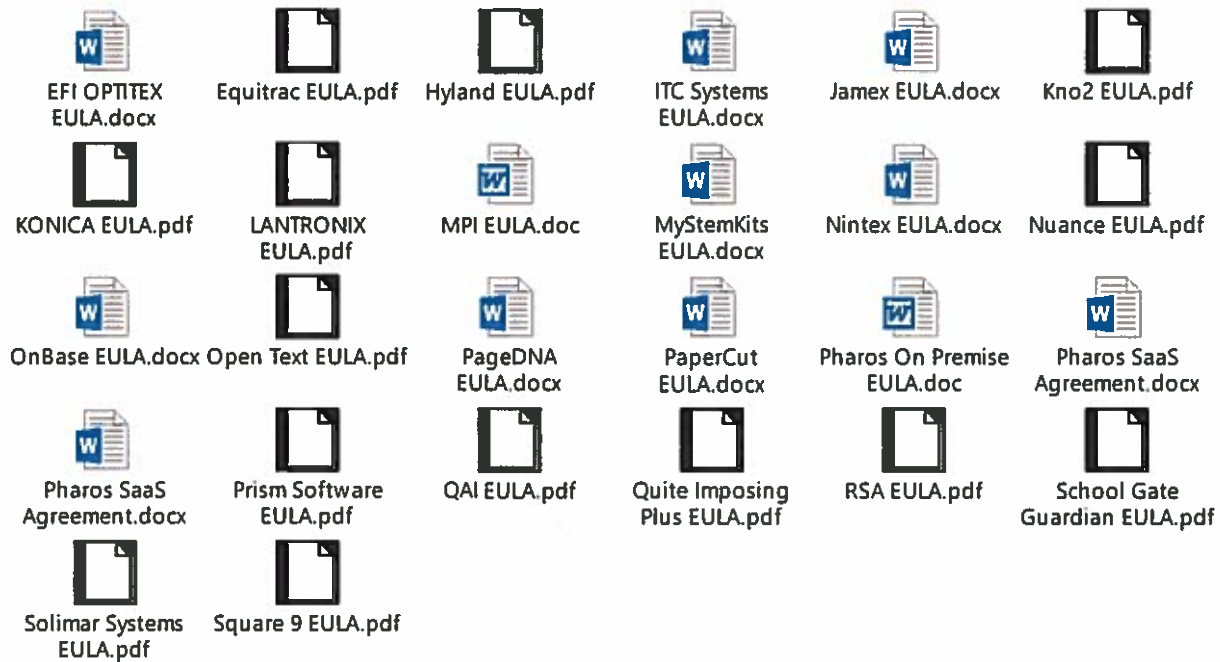 EFI OPTITEX
EULA.docx
Equitrac EULA.pdf
Hyland EULA.pdf
ITC Systems
EULA.docx
Jamex EULA.docx
Kno2 EULA.pdf
KONICA EULA.pdf
LANTRONIX
EULA.pdf
MPI EULA.doc
MyStemKits
EULA.docx
Nintex EULA.docx
Nuance EULA.pdf
OnBase EULA.docx
Open Text EULA.pdf
PageDNA
EULA.docx
PaperCut
EULA.docx
Pharos On Premise
EULA.doc
Pharos SaaS
Agreement.docx
Pharos SaaS
Agreement.docx
Prism Software
EULA.pdf
QAI EULA.pdf
Quite Imposing
Plus EULA.pdf
RSA EULA.pdf
School Gate
Guardian EULA.pdf
Solimar Systems
EULA.pdf
Square 9 EULA.pdf